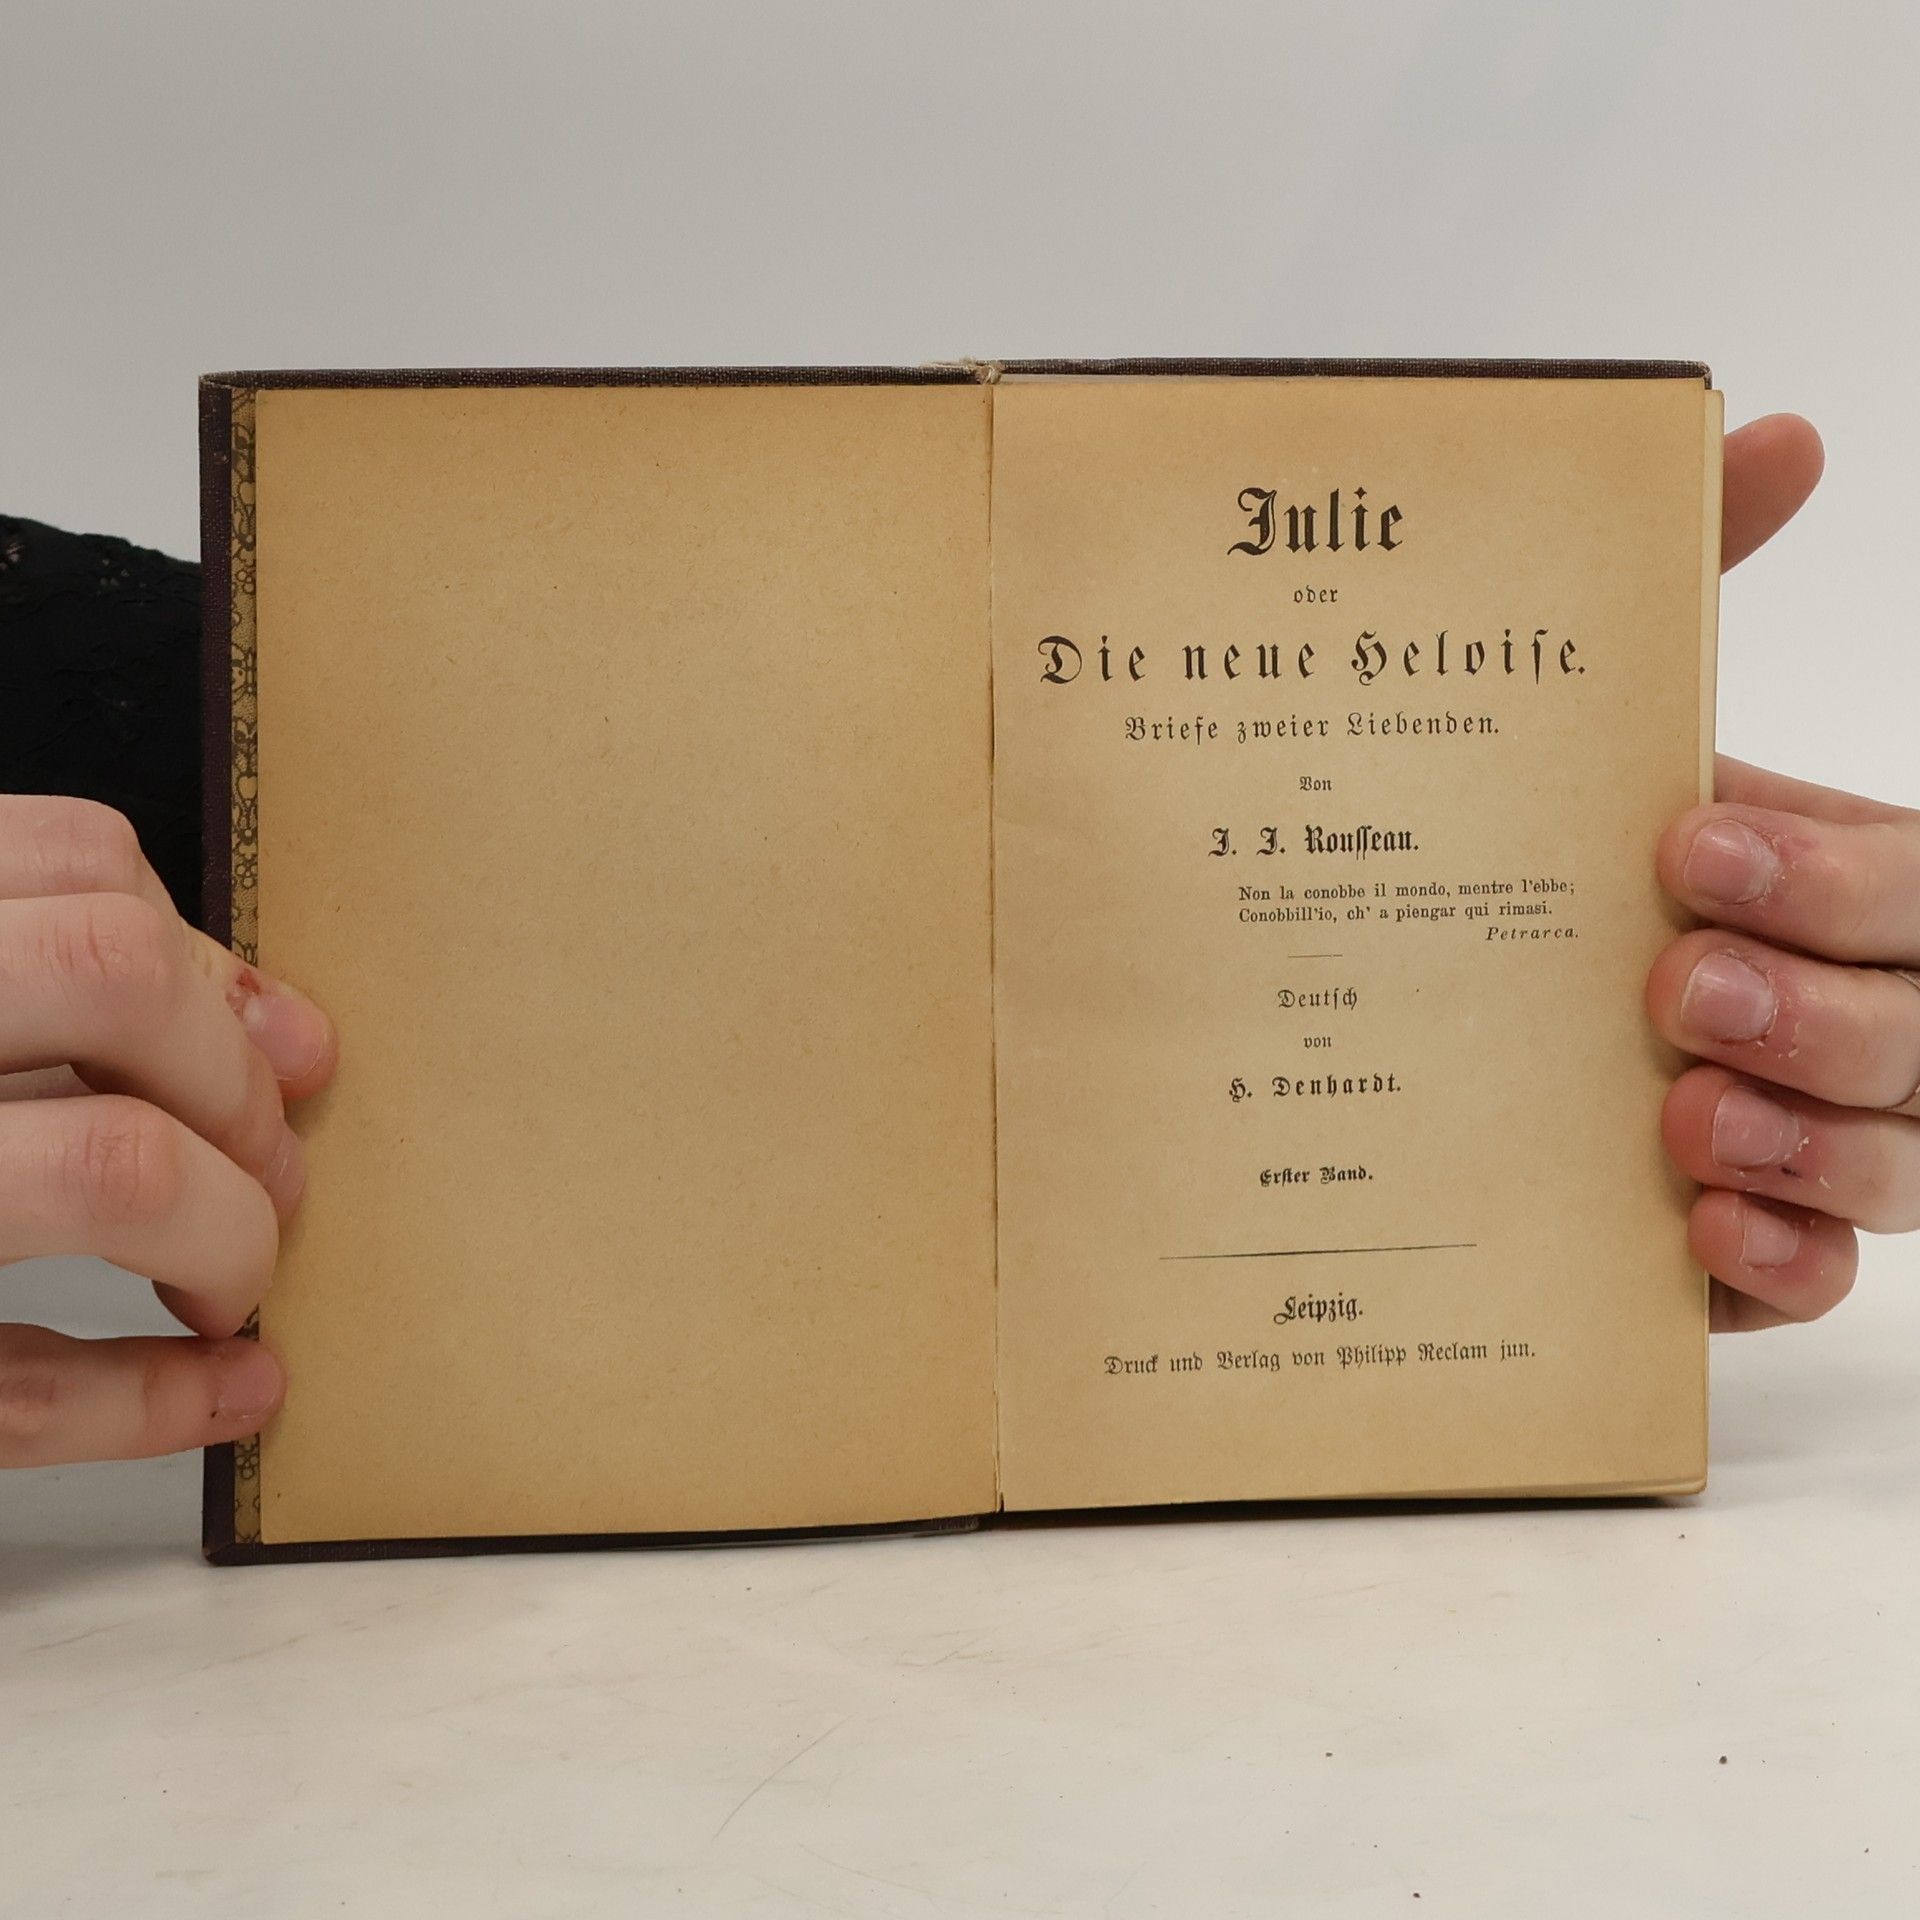 Julie
oder
Die neue Heloiſe.
Briefe zweier Liebenden.
Von
J. J. Rouſſeau.
Non la conobbe il mondo, mentre l'ebbe;
Conobbill'io, ch' a piengar qui rimasi.
Petrarca.
Deutſch
von
H. Denhardt.
Erſter Band.
Leipzig.
Druck und Verlag von Philipp Reclam jun.